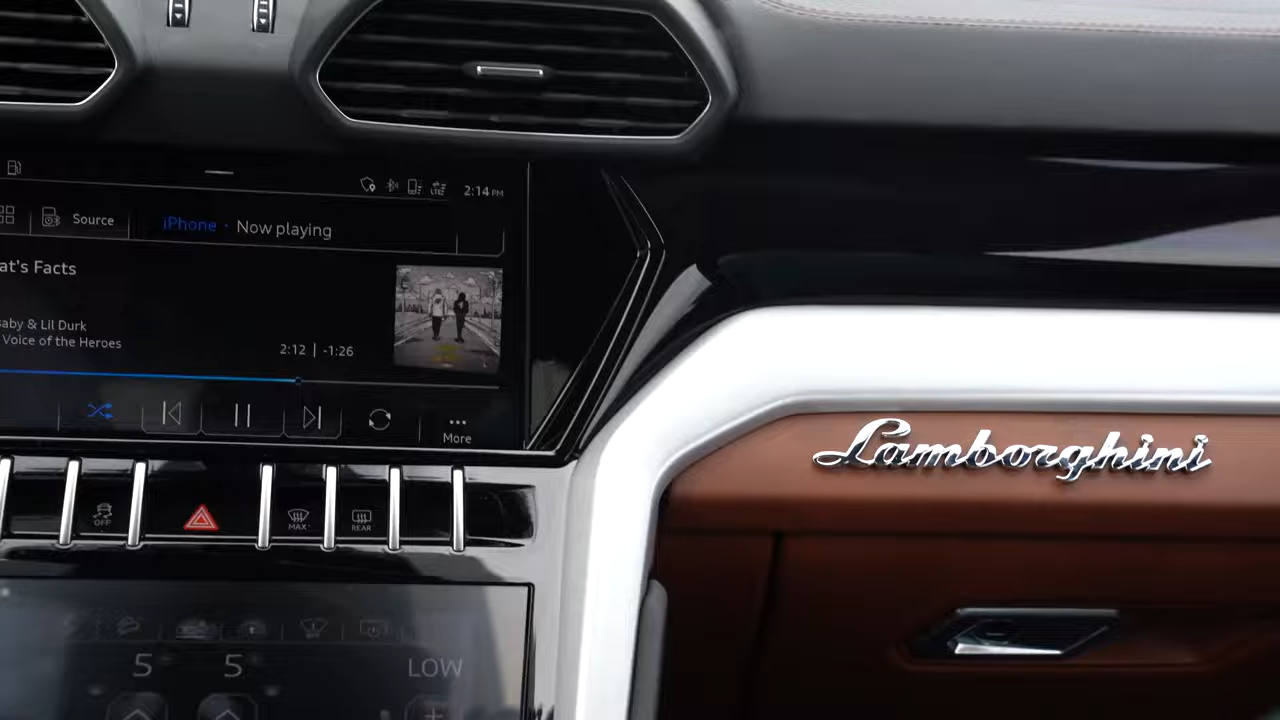 2:14 PM
Source
iPhone · Now playing
at's Facts
aby & Lil Durk
Voice of the Heroes
2:12 | -1:26
More
Lamborghini
OFF
MAX
REAR
5 5 LOW